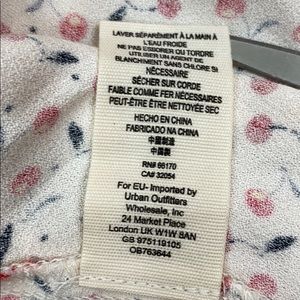 LAVER SÉPARÉMENT À LA MAIN À
L'EAU FROIDE
NE PAS ESSORER OU TORDRE
UTILISER UN AGENT DE
BLANCHIMENT SANS CHLORE SI
NÉCESSAIRE
SÉCHER SUR CORDE
FAIBLE COMME FER NÉCESSAIRES
PEUT-ÊTRE ÊTRE NETTOYÉE SEC
HECHO EN CHINA
FABRICADO NA CHINA
中國製造
中國製
RN# 66170
CA# 32054
For EU- Imported by
Urban Outfitters
Wholesale, Inc
24 Market Place
London UK W1W 8AN
GB 975119105
OB763644